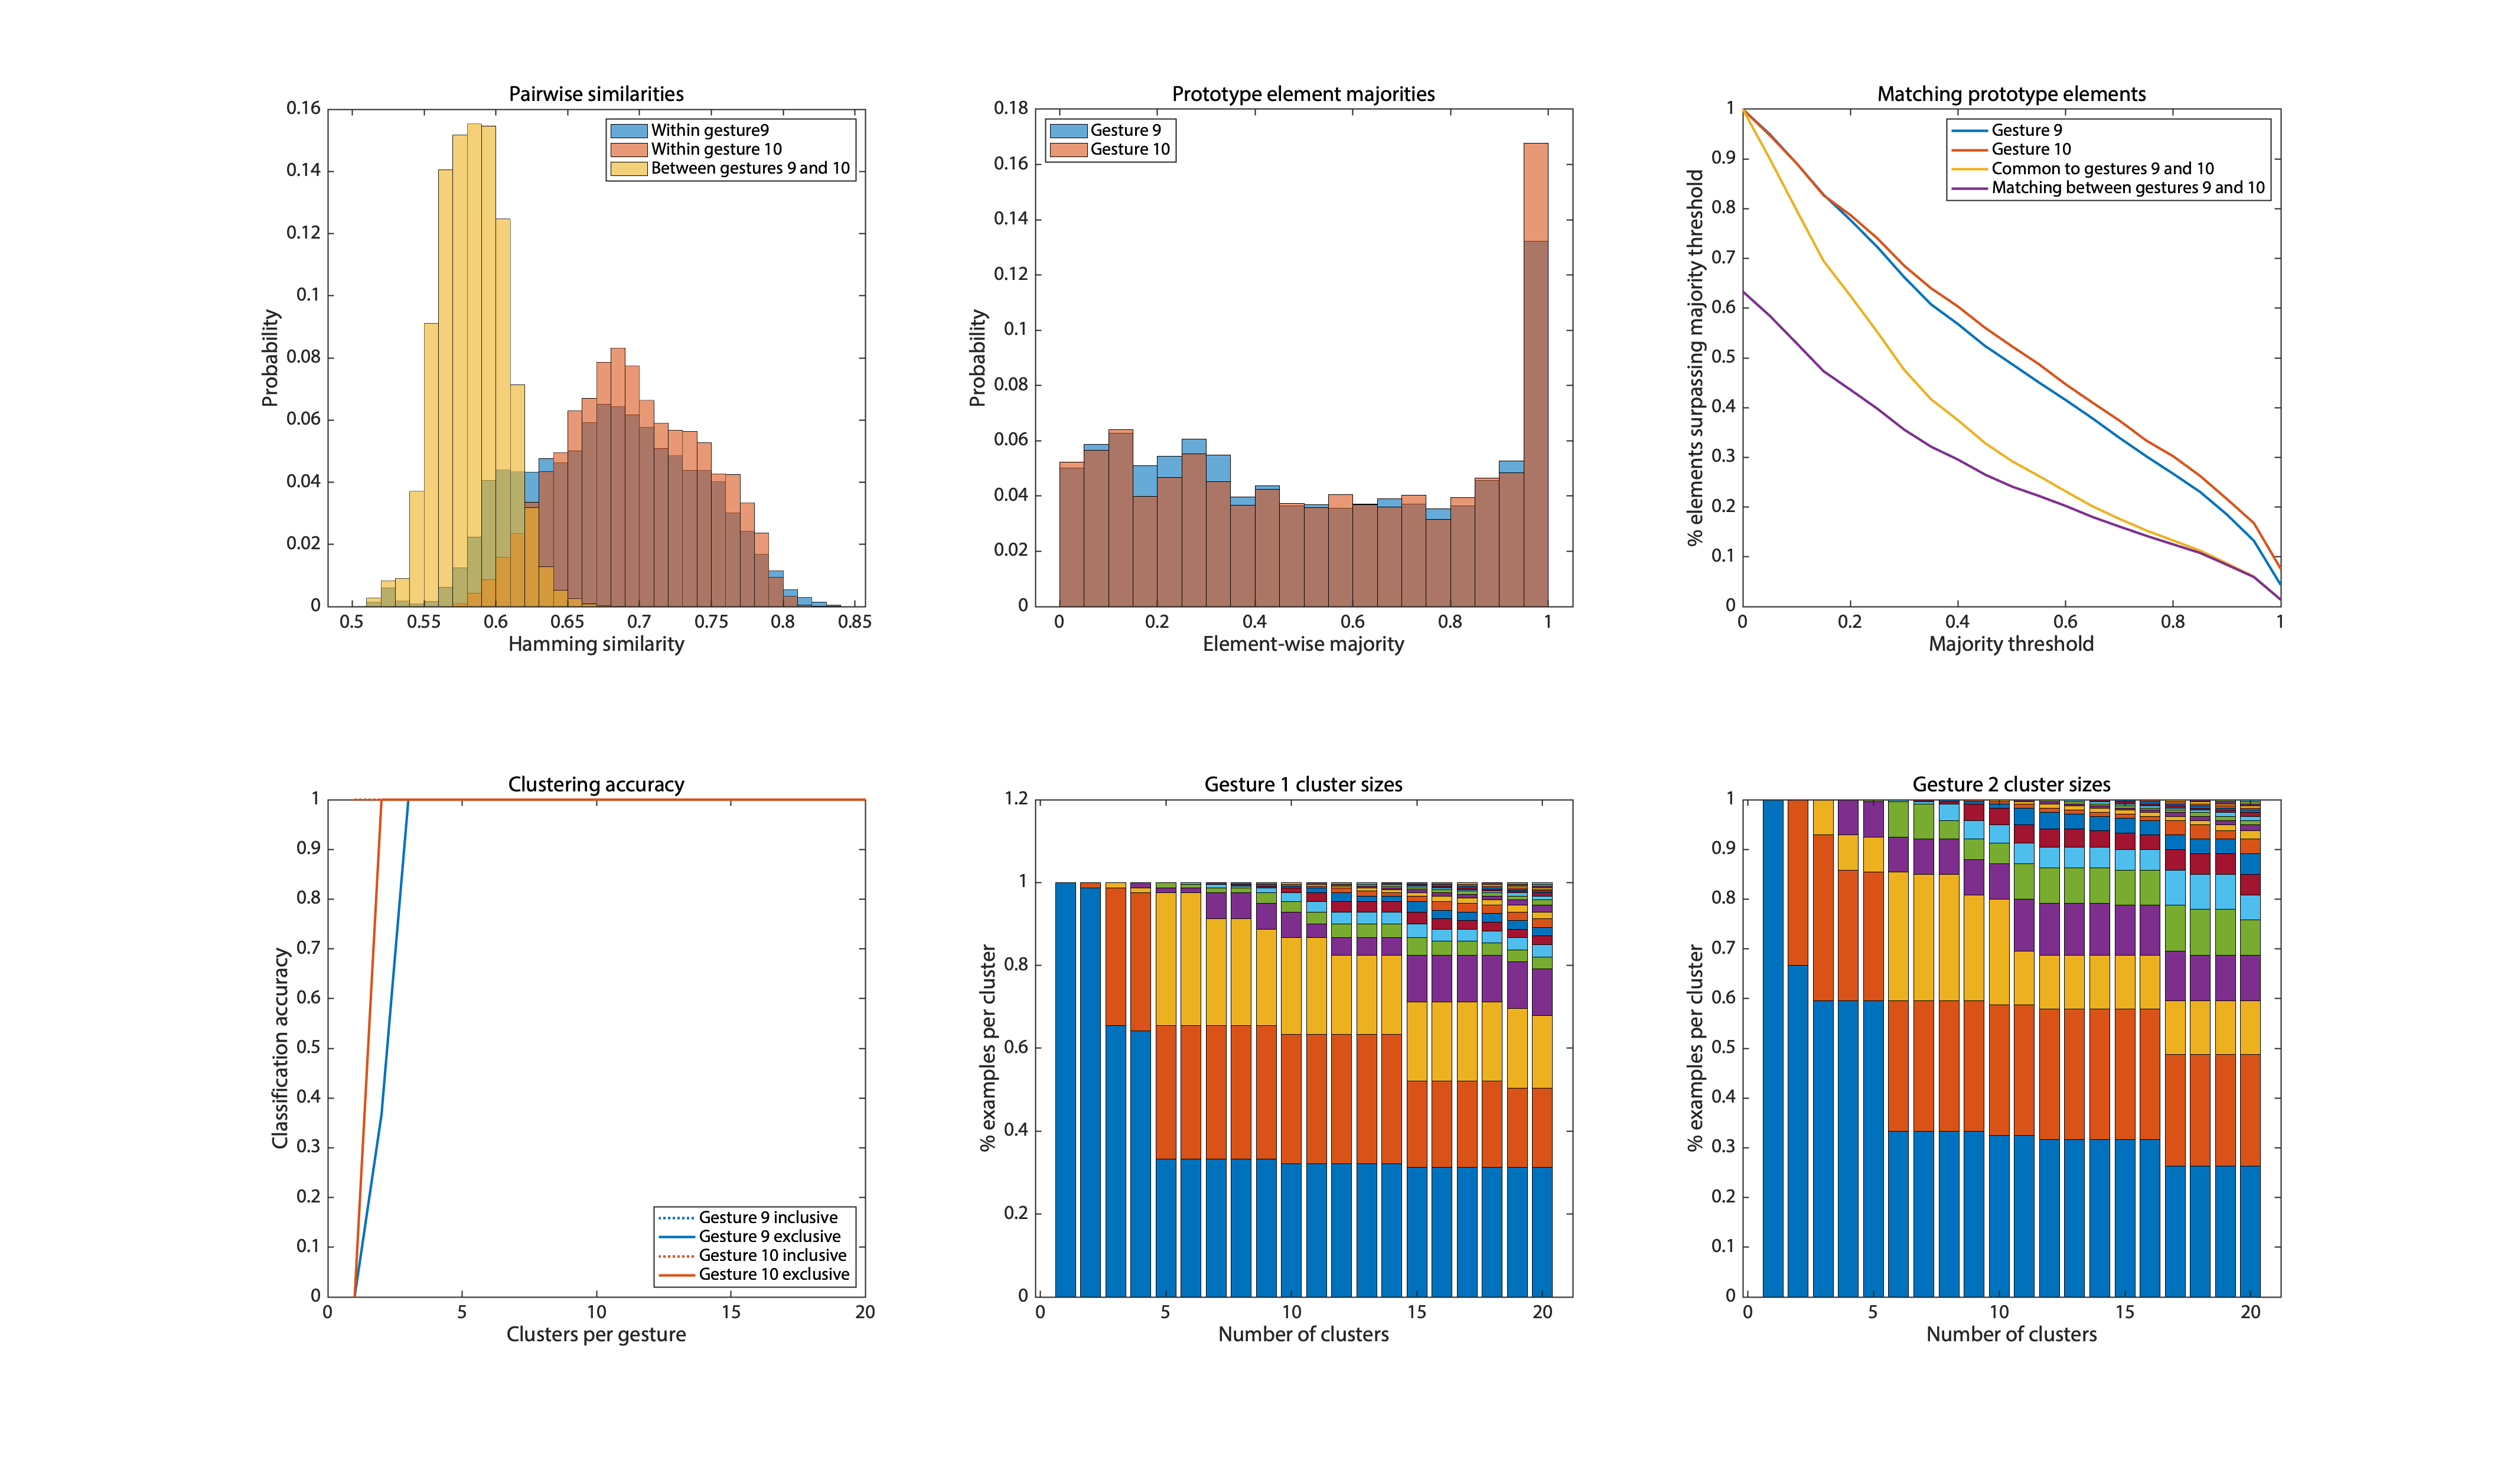 Pairwise similarities
0.16
0.14
0.12
0.1
0.08
0.06
0.04
0.02
0
Probability
Within gesture9
Within gesture 10
Between gestures 9 and 10
0.5 0.55 0.6 0.65 0.7 0.75 0.8 0.85
Hamming similarity
Prototype element majorities
0.18
0.16
0.14
0.12
0.1
0.08
0.06
0.04
0.02
0
Probability
Gesture 9
Gesture 10
0 0.2 0.4 0.6 0.8 1
Element-wise majority
Matching prototype elements
1
0.9
0.8
0.7
0.6
0.5
0.4
0.3
0.2
0.1
0
% elements surpassing majority threshold
Gesture 9
Gesture 10
Common to gestures 9 and 10
Matching between gestures 9 and 10
0 0.2 0.4 0.6 0.8 1
Majority threshold
Clustering accuracy
1
0.9
0.8
0.7
0.6
0.5
0.4
0.3
0.2
0.1
0
Classification accuracy
Gesture 9 inclusive
Gesture 9 exclusive
Gesture 10 inclusive
Gesture 10 exclusive
0 5 10 15 20
Clusters per gesture
Gesture 1 cluster sizes
1.2
1
0.8
0.6
0.4
0.2
0
% examples per cluster
0 5 10 15 20
Number of clusters
Gesture 2 cluster sizes
1
0.9
0.8
0.7
0.6
0.5
0.4
0.3
0.2
0.1
0
% examples per cluster
0 5 10 15 20
Number of clusters